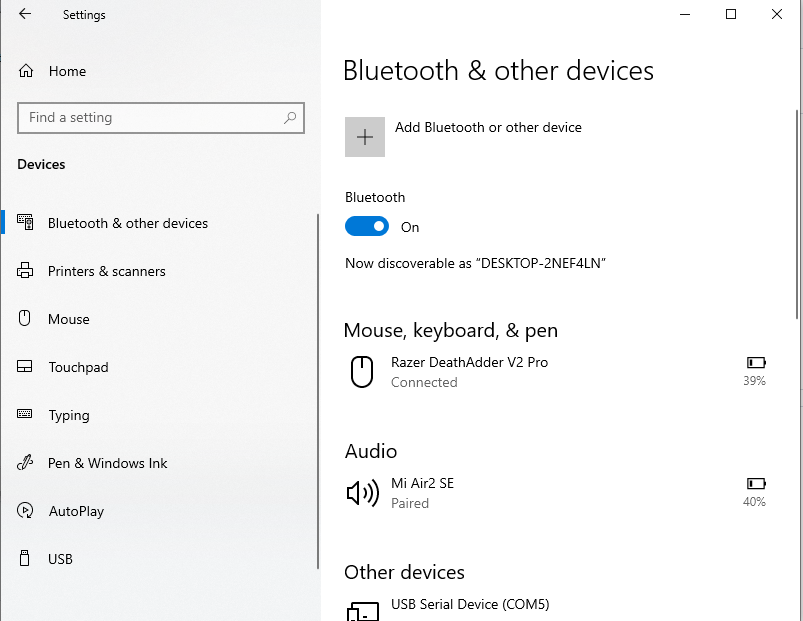 Settings
Home
Find a setting
Devices
Bluetooth & other devices
Printers & scanners
Mouse
Touchpad
Typing
Pen & Windows Ink
AutoPlay
USB
Bluetooth & other devices
Add Bluetooth or other device
Bluetooth
On
Now discoverable as “DESKTOP-2NEF4LN”
Mouse, keyboard, & pen
Razer DeathAdder V2 Pro
Connected
39%
Audio
Mi Air2 SE
Paired
40%
Other devices
USB Serial Device (COM5)